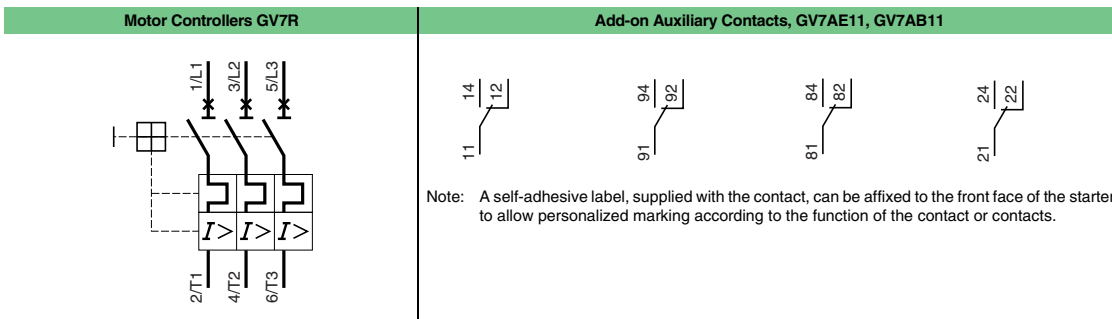 Motor Controllers GV7R
Add-on Auxiliary Contacts, GV7AE11, GV7AB11
1/L1
3/L2
5/L3
I>
I>
I>
2/T1
4/T2
6/T3
14
12
11
94
92
91
84
82
81
24
22
21
Note: A self-adhesive label, supplied with the contact, can be affixed to the front face of the starter
to allow personalized marking according to the function of the contact or contacts.